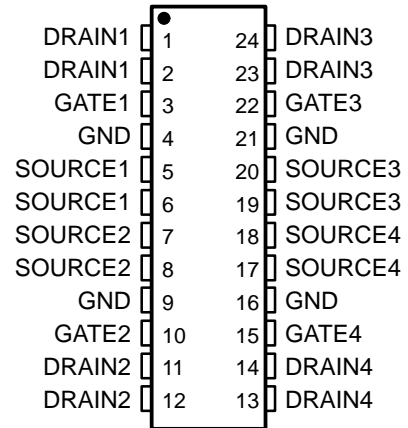 DRAIN1 1 24 DRAIN3
DRAIN1 2 23 DRAIN3
GATE1 3 22 GATE3
GND 4 21 GND
SOURCE1 5 20 SOURCE3
SOURCE1 6 19 SOURCE3
SOURCE2 7 18 SOURCE4
SOURCE2 8 17 SOURCE4
GND 9 16 GND
GATE2 10 15 GATE4
DRAIN2 11 14 DRAIN4
DRAIN2 12 13 DRAIN4